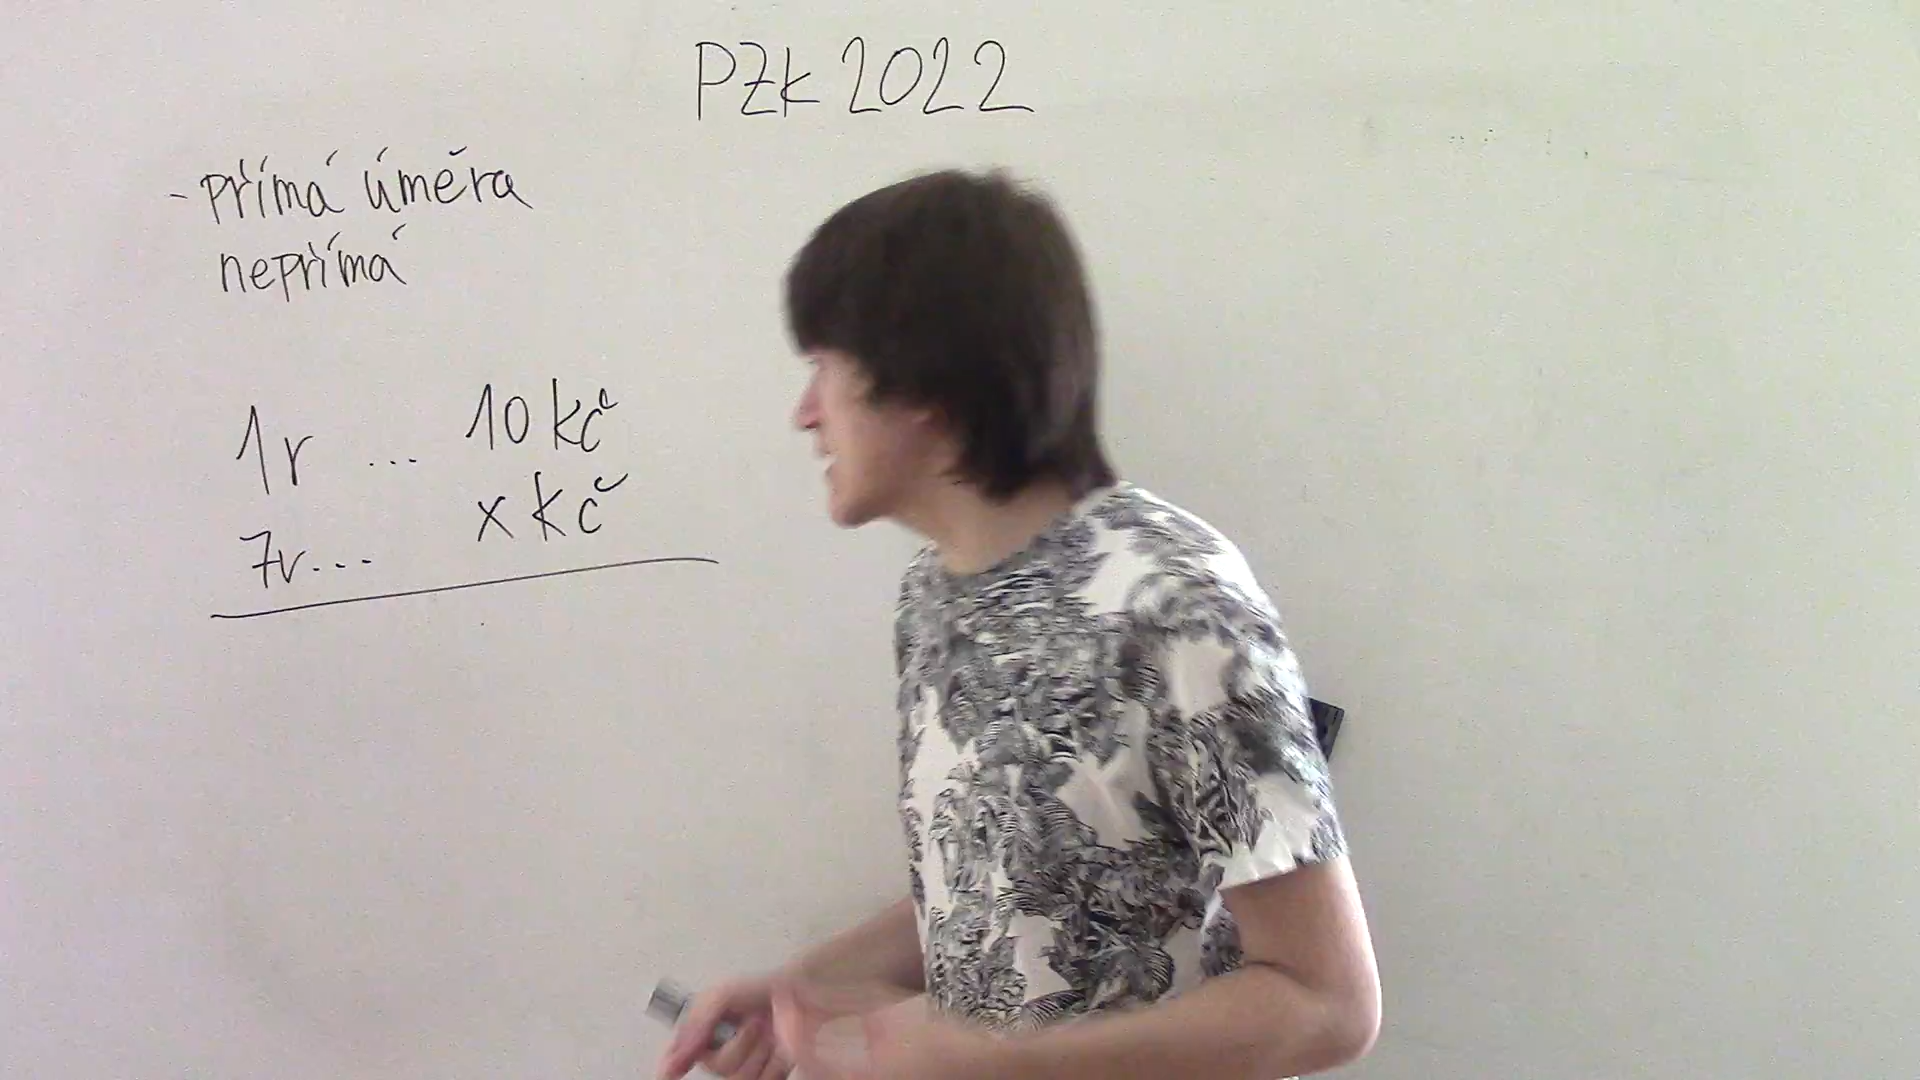 PZK 2022
- přímá úměra
nepřímá
1r ... 10 kč
7r... x kč